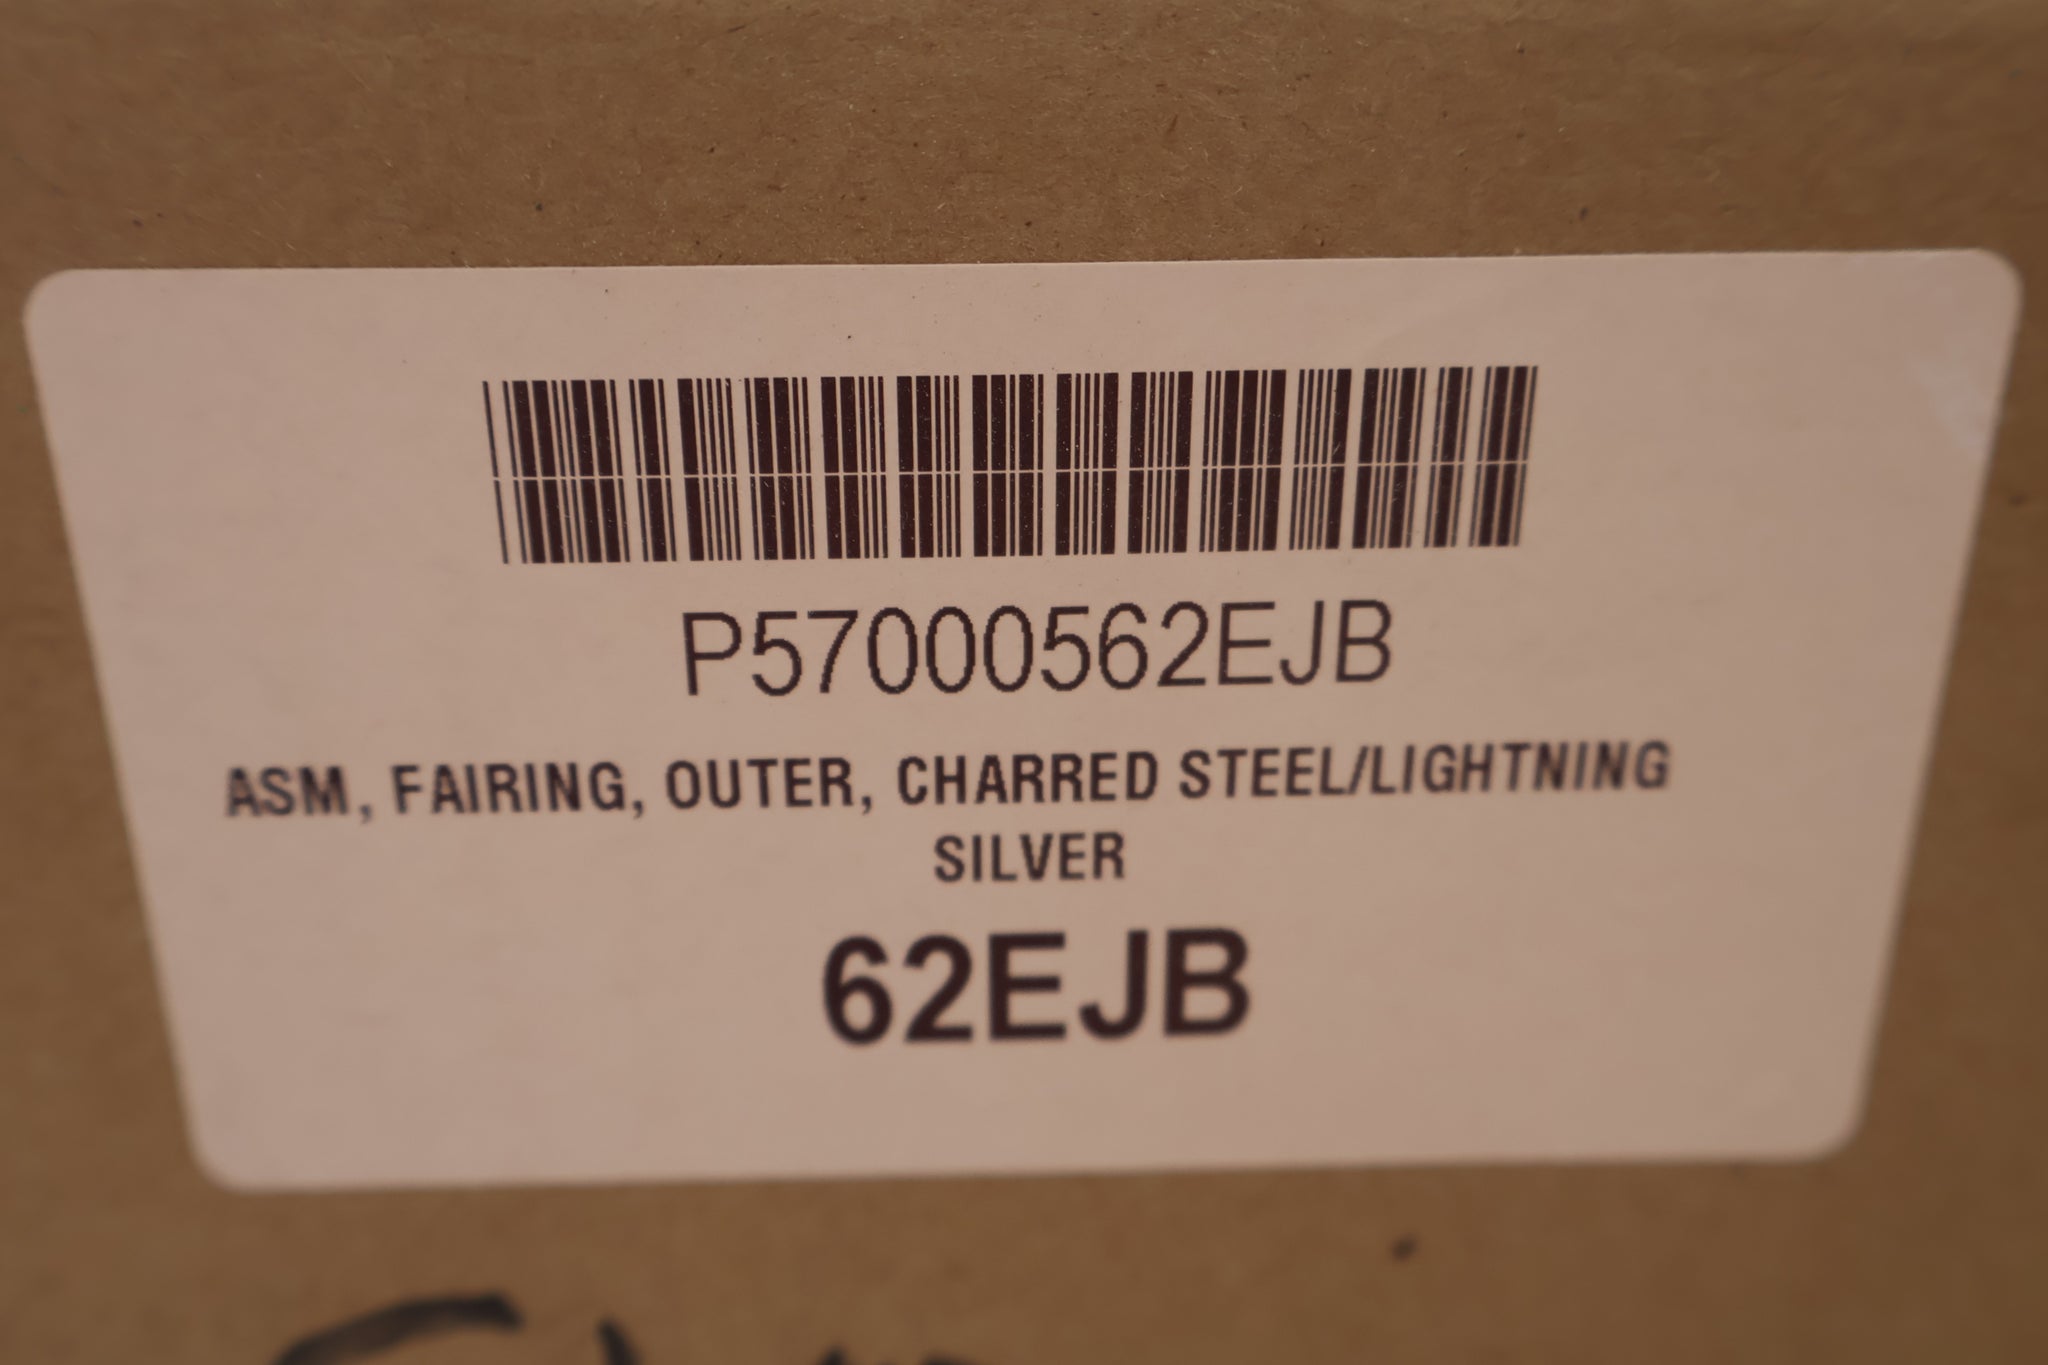 P57000562EJB
ASM, FAIRING, OUTER, CHARRED STEEL/LIGHTNING
SILVER
62EJB